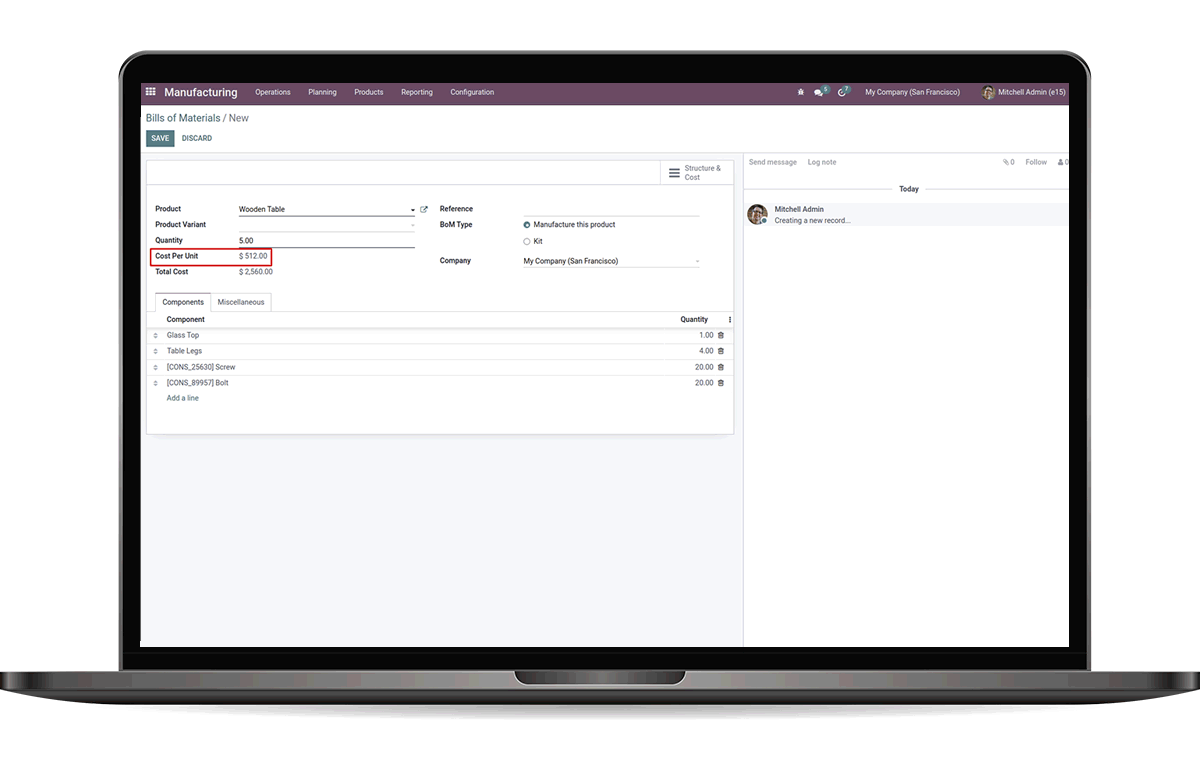 Manufacturing Operations Planning Products Reporting Configuration 5 7 My Company (San Francisco) Mitchell Admin (e15)
Bills of Materials / New
SAVE DISCARD
Structure &
Cost
Product Wooden Table
Product Variant
Quantity 5.00
Cost Per Unit $ 512.00
Total Cost $ 2,560.00
Reference
BoM Type Manufacture this product
Kit
Company My Company (San Francisco)
Components Miscellaneous
Component Quantity
Glass Top 1.00
Table Legs 4.00
[CONS_25630] Screw 20.00
[CONS_89957] Bolt 20.00
Add a line
Send message Log note 0 Follow 0
Today
Mitchell Admin
Creating a new record...